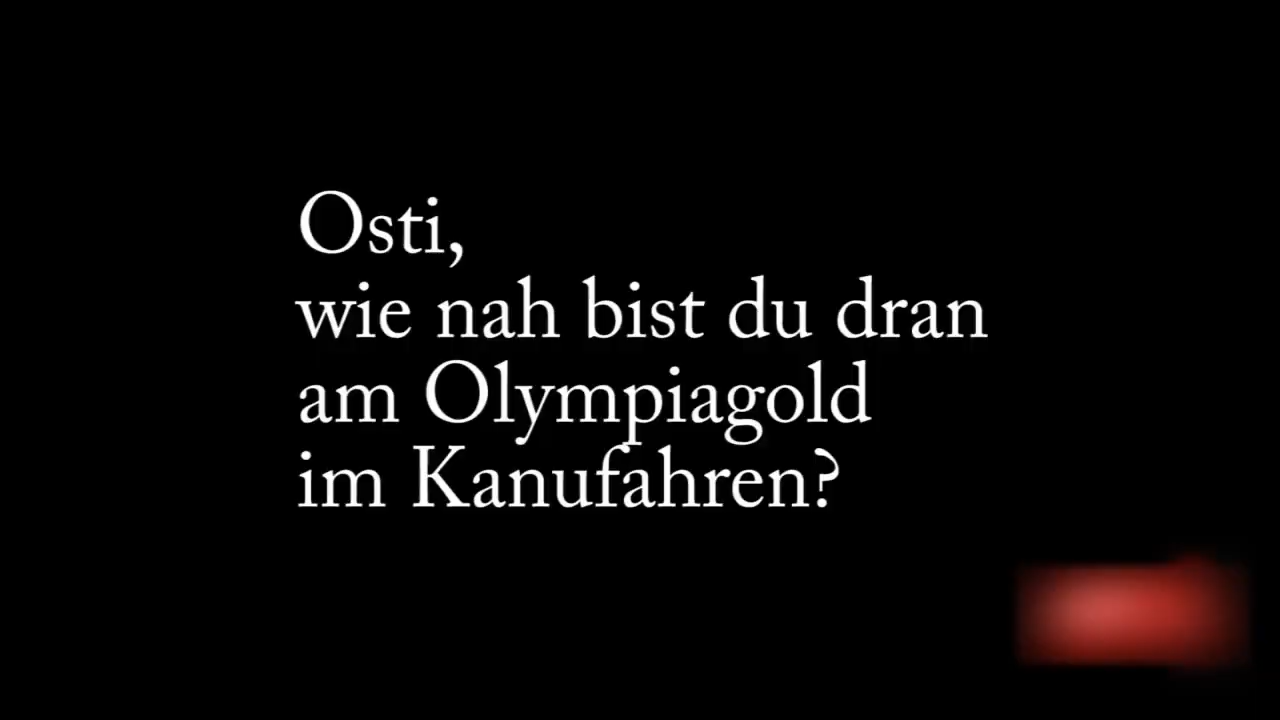 Osti,
wie nah bist du dran
am Olympiagold
im Kanufahren?